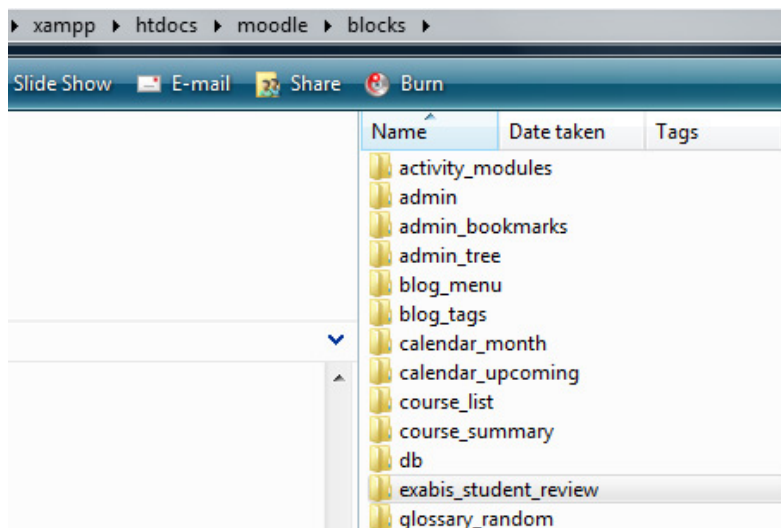 xampp htdocs moodle blocks
Slide Show E-mail Share Burn
Name Date taken Tags
activity_modules
admin
admin_bookmarks
admin_tree
blog_menu
blog_tags
calendar_month
calendar_upcoming
course_list
course_summary
db
exabis_student_review
glossary_random